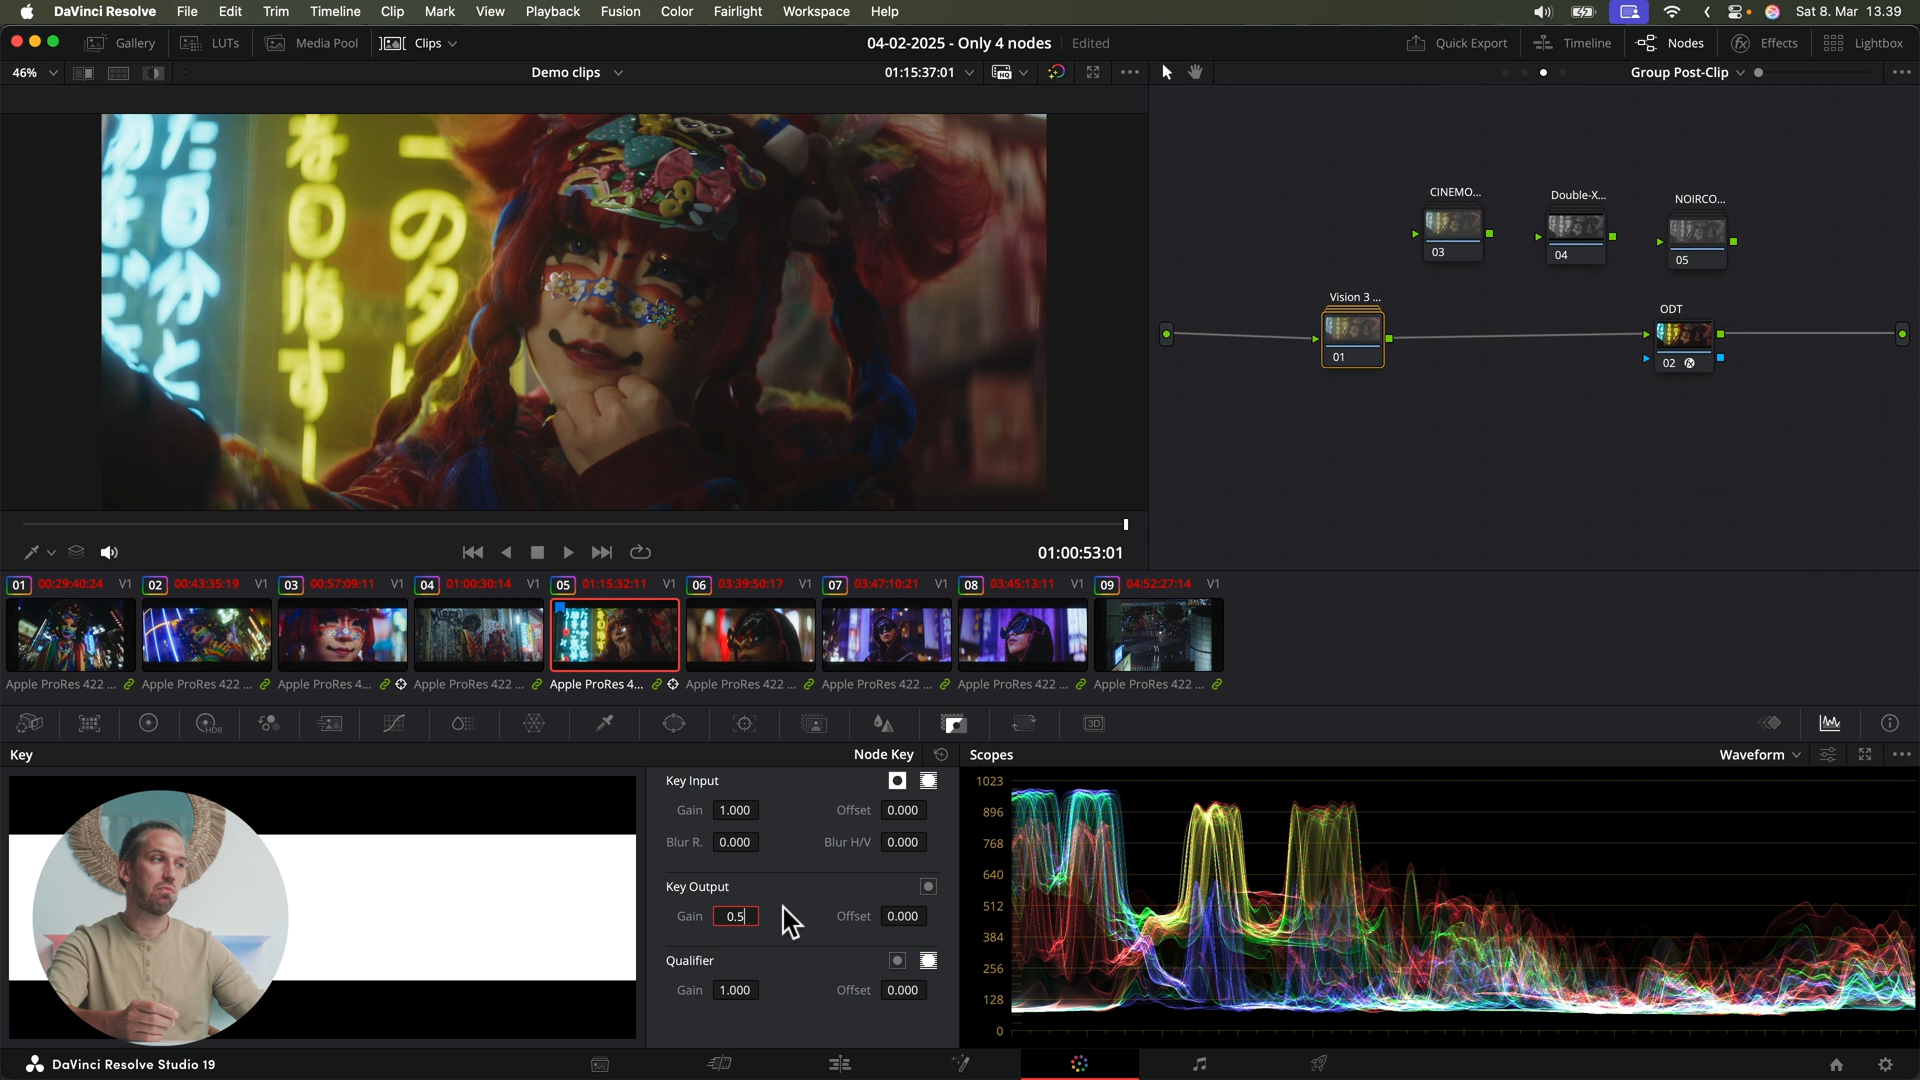 DaVinci Resolve File Edit Trim Timeline Clip Mark View Playback Fusion Color Fairlight Workspace Help Sat 8. Mar 13.39
Gallery LUTs Media Pool Clips 04-02-2025 - Only 4 nodes Edited Quick Export Timeline Nodes Effects Lightbox
46% Demo clips 01:15:37:01 Group Post-Clip
CINEMO... Double-X... NOIRCO...
03 04 05
Vision 3 ... ODT
01 02
01:00:53:01
01 00:29:40:24 V1 02 00:43:35:19 V1 03 00:57:09:11 V1 04 01:00:30:14 V1 05 01:15:32:11 V1 06 03:39:50:17 V1 07 03:47:10:21 V1 08 03:45:13:11 V1 09 04:52:27:14 V1
Apple ProRes 422 ... Apple ProRes 422 ... Apple ProRes 4... Apple ProRes 422 ... Apple ProRes 4... Apple ProRes 422 ... Apple ProRes 422 ... Apple ProRes 422 ... Apple ProRes 422 ...
HDR 3D
Key Node Key Scopes Waveform
Key Input
Gain 1.000 Offset 0.000
Blur R. 0.000 Blur H/V 0.000
Key Output
Gain 0.5 Offset 0.000
Qualifier
Gain 1.000 Offset 0.000
1023
896
768
640
512
384
256
128
0
DaVinci Resolve Studio 19